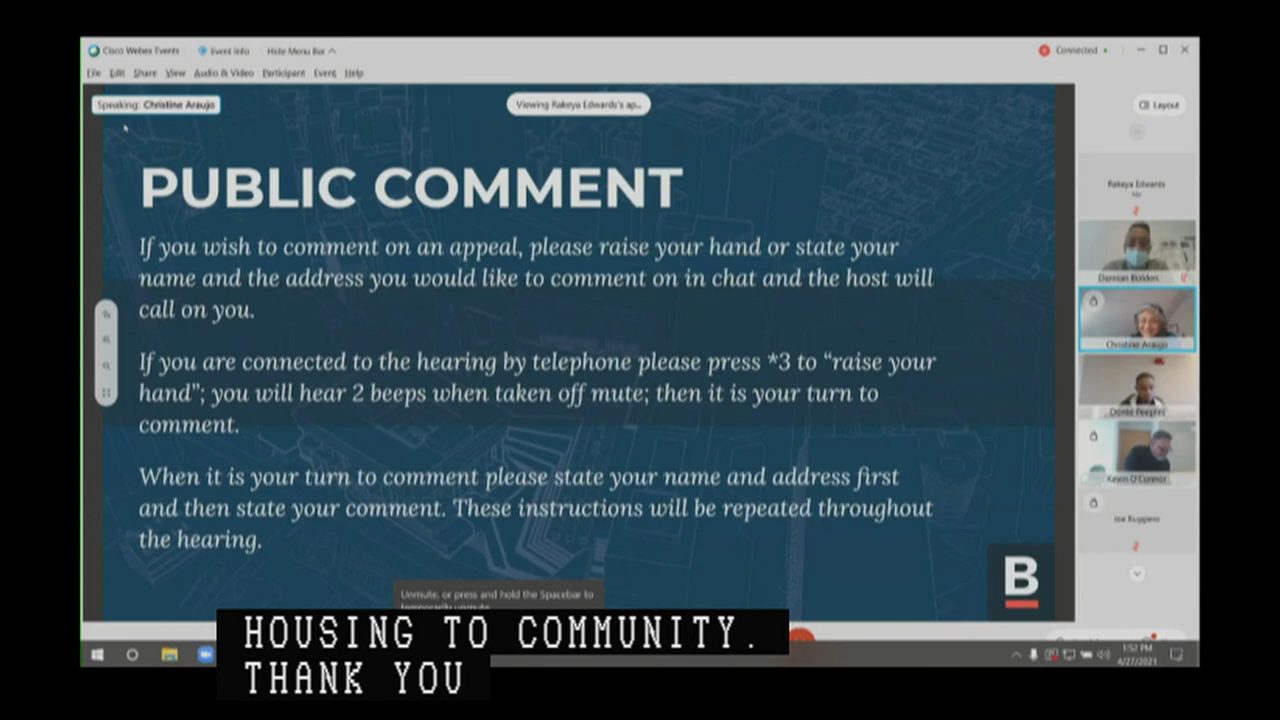 Cisco Webex Events
Event Info
Hide Menu Bar
Connected
File Edit Share View Audio & Video Participant Event Help
Speaking: Christine Araujo
Viewing Rakeya Edwards's ap...
Layout
PUBLIC COMMENT
If you wish to comment on an appeal, please raise your hand or state your
name and the address you would like to comment on in chat and the host will
call on you.
If you are connected to the hearing by telephone please press *3 to “raise your
hand”; you will hear 2 beeps when taken off mute; then it is your turn to
comment.
When it is your turn to comment please state your name and address first
and then state your comment. These instructions will be repeated throughout
the hearing.
Rakeya Edwards
Me
Damian Bolden
Christine Araujo
Donte Peeples
Kevin O'Connor
Joe Ruggiero
B
Unmute, or press and hold the Spacebar to
temporarily unmute.
HOUSING TO COMMUNITY.
THANK YOU
1:52 PM
4/27/2021